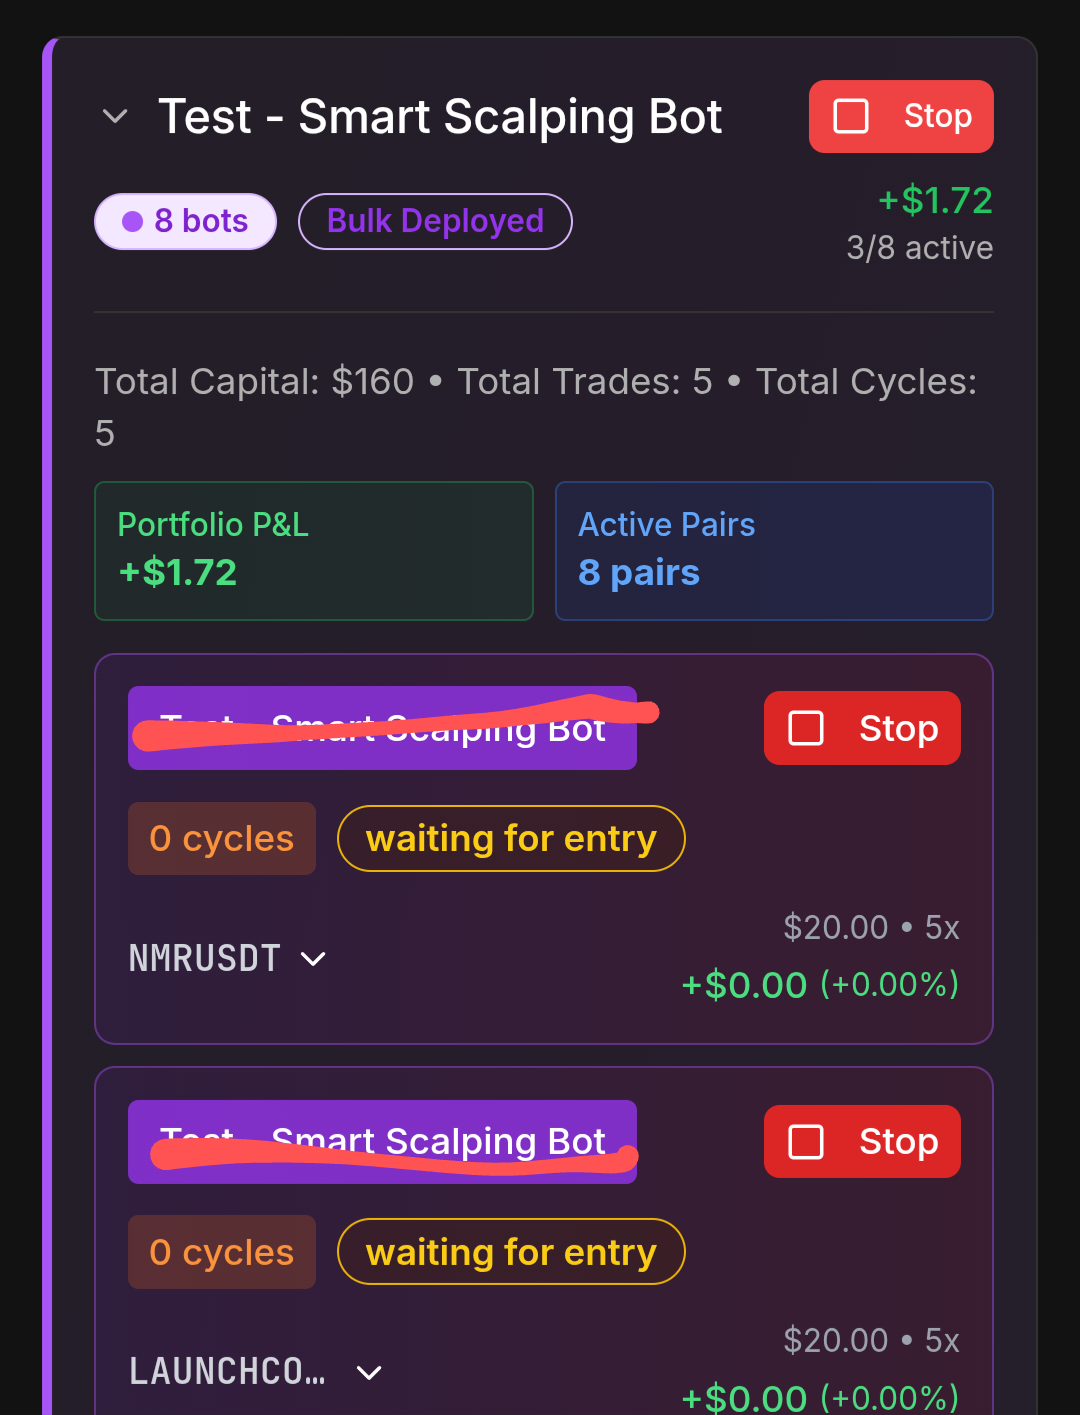 Test - Smart Scalping Bot
Stop
8 bots
Bulk Deployed
+$1.72
3/8 active
Total Capital: $160 • Total Trades: 5 • Total Cycles:
5
Portfolio P&L
+$1.72
Active Pairs
8 pairs
Test - Smart Scalping Bot
Stop
0 cycles
waiting for entry
$20.00 • 5x
NMRUSDT
+$0.00 (+0.00%)
Test - Smart Scalping Bot
Stop
0 cycles
waiting for entry
$20.00 • 5x
LAUNCHCO...
+$0.00 (+0.00%)